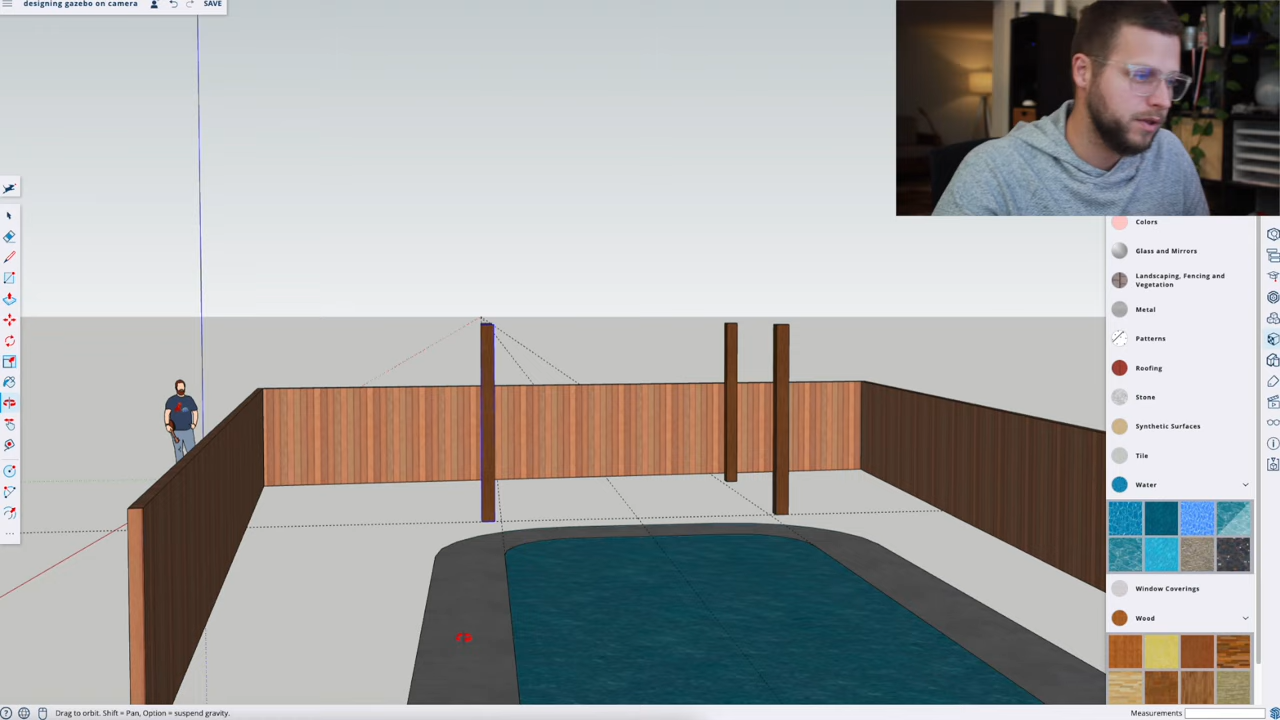 designing gazebo on camera
SAVE
Colors
Glass and Mirrors
Landscaping, Fencing and
Vegetation
Metal
Patterns
Roofing
Stone
Synthetic Surfaces
Tile
Water
Window Coverings
Wood
Drag to orbit. Shift = Pan, Option = suspend gravity.
Measurements